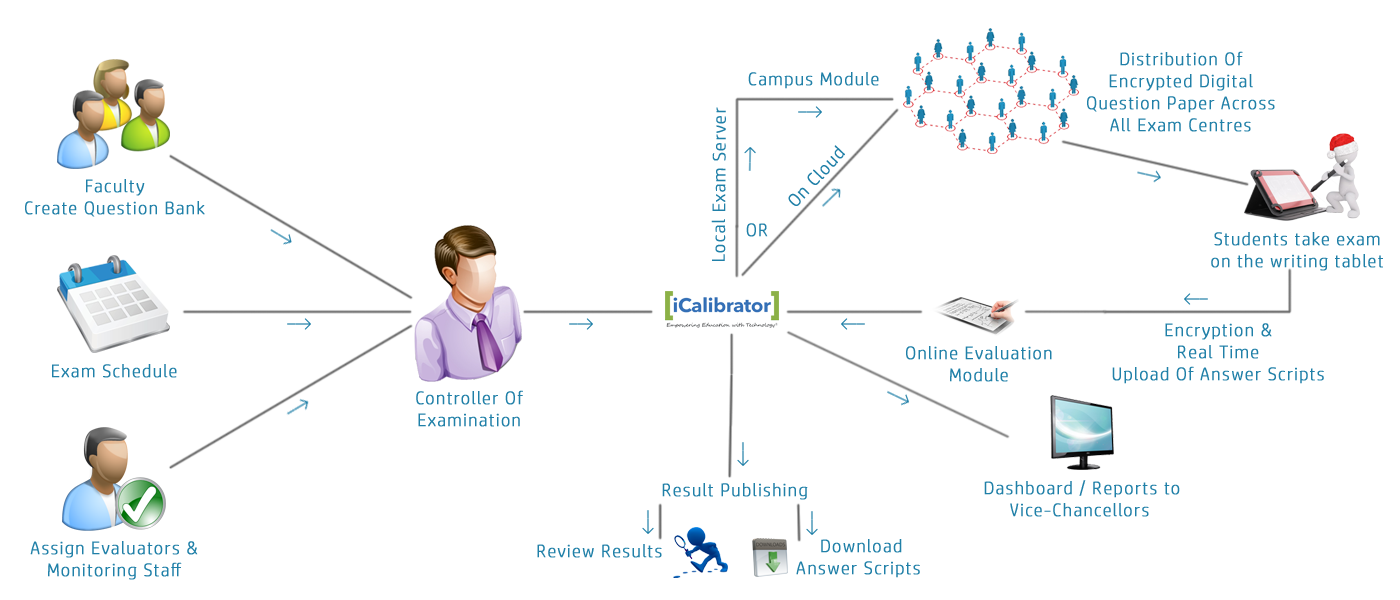 Campus Module
Distribution Of
Encrypted Digital
Question Paper Across
All Exam Centres
Local Exam Server
On Cloud
OR
Faculty
Create Question Bank
Students take exam
on the writing tablet
[iCalibrator]
Empowering Education with Technology
Encryption &
Real Time
Upload Of Answer Scripts
Online Evaluation
Module
Exam Schedule
Controller Of
Examination
Dashboard / Reports to
Vice-Chancellors
Result Publishing
Assign Evaluators &
Monitoring Staff
Review Results
DOWNLOADS
Download
Answer Scripts